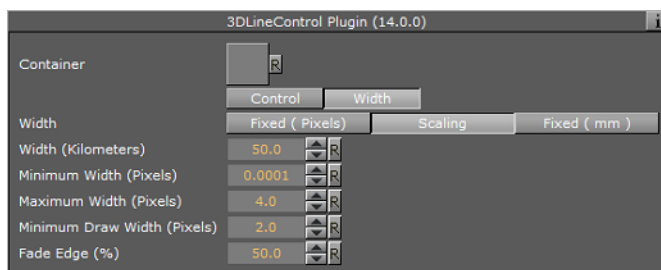 3DLineControl Plugin (14.0.0) i
Container R
Control Width
Width Fixed ( Pixels) Scaling Fixed ( mm )
Width (Kilometers) 50.0 R
Minimum Width (Pixels) 0.0001 R
Maximum Width (Pixels) 4.0 R
Minimum Draw Width (Pixels) 2.0 R
Fade Edge (%) 50.0 R